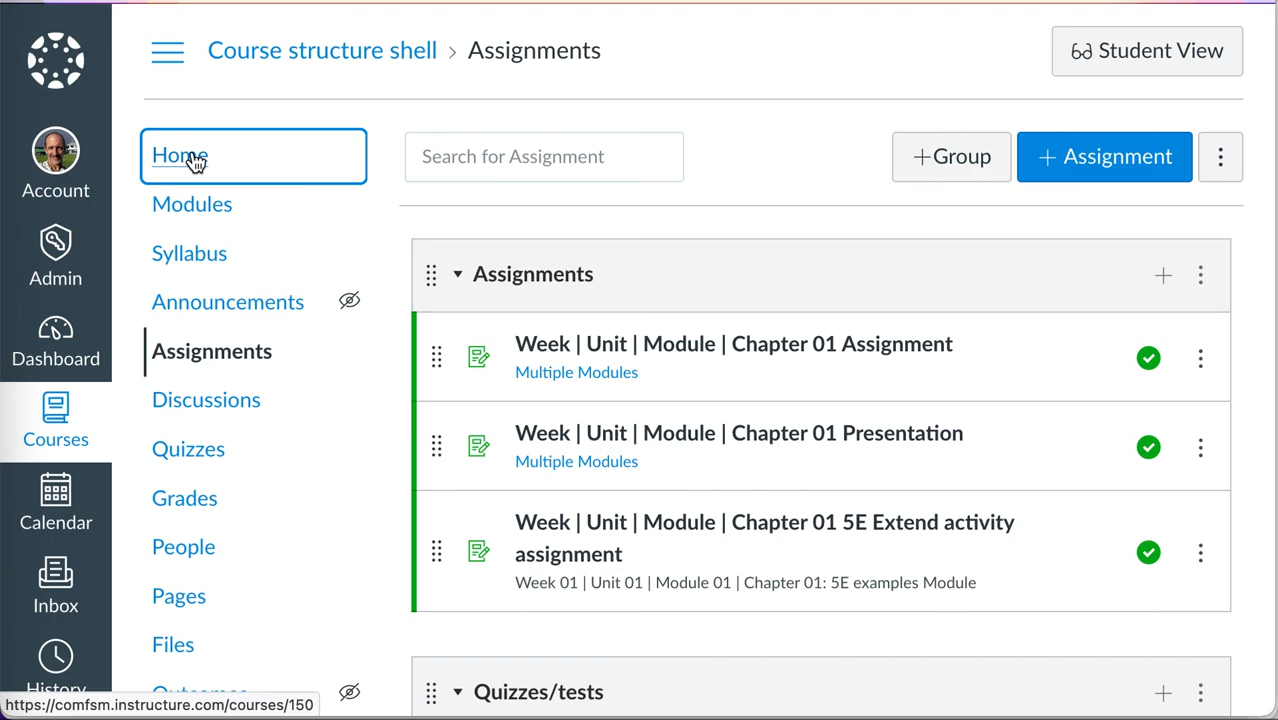 Course structure shell > Assignments
Student View
Account
Admin
Dashboard
Courses
Calendar
Inbox
History
Home
Modules
Syllabus
Announcements
Assignments
Discussions
Quizzes
Grades
People
Pages
Files
Outcomes
Search for Assignment
+Group
+ Assignment
Assignments
Week | Unit | Module | Chapter 01 Assignment
Multiple Modules
Week | Unit | Module | Chapter 01 Presentation
Multiple Modules
Week | Unit | Module | Chapter 01 5E Extend activity
assignment
Week 01 | Unit 01 | Module 01 | Chapter 01: 5E examples Module
Quizzes/tests
https://comfsm.instructure.com/courses/150